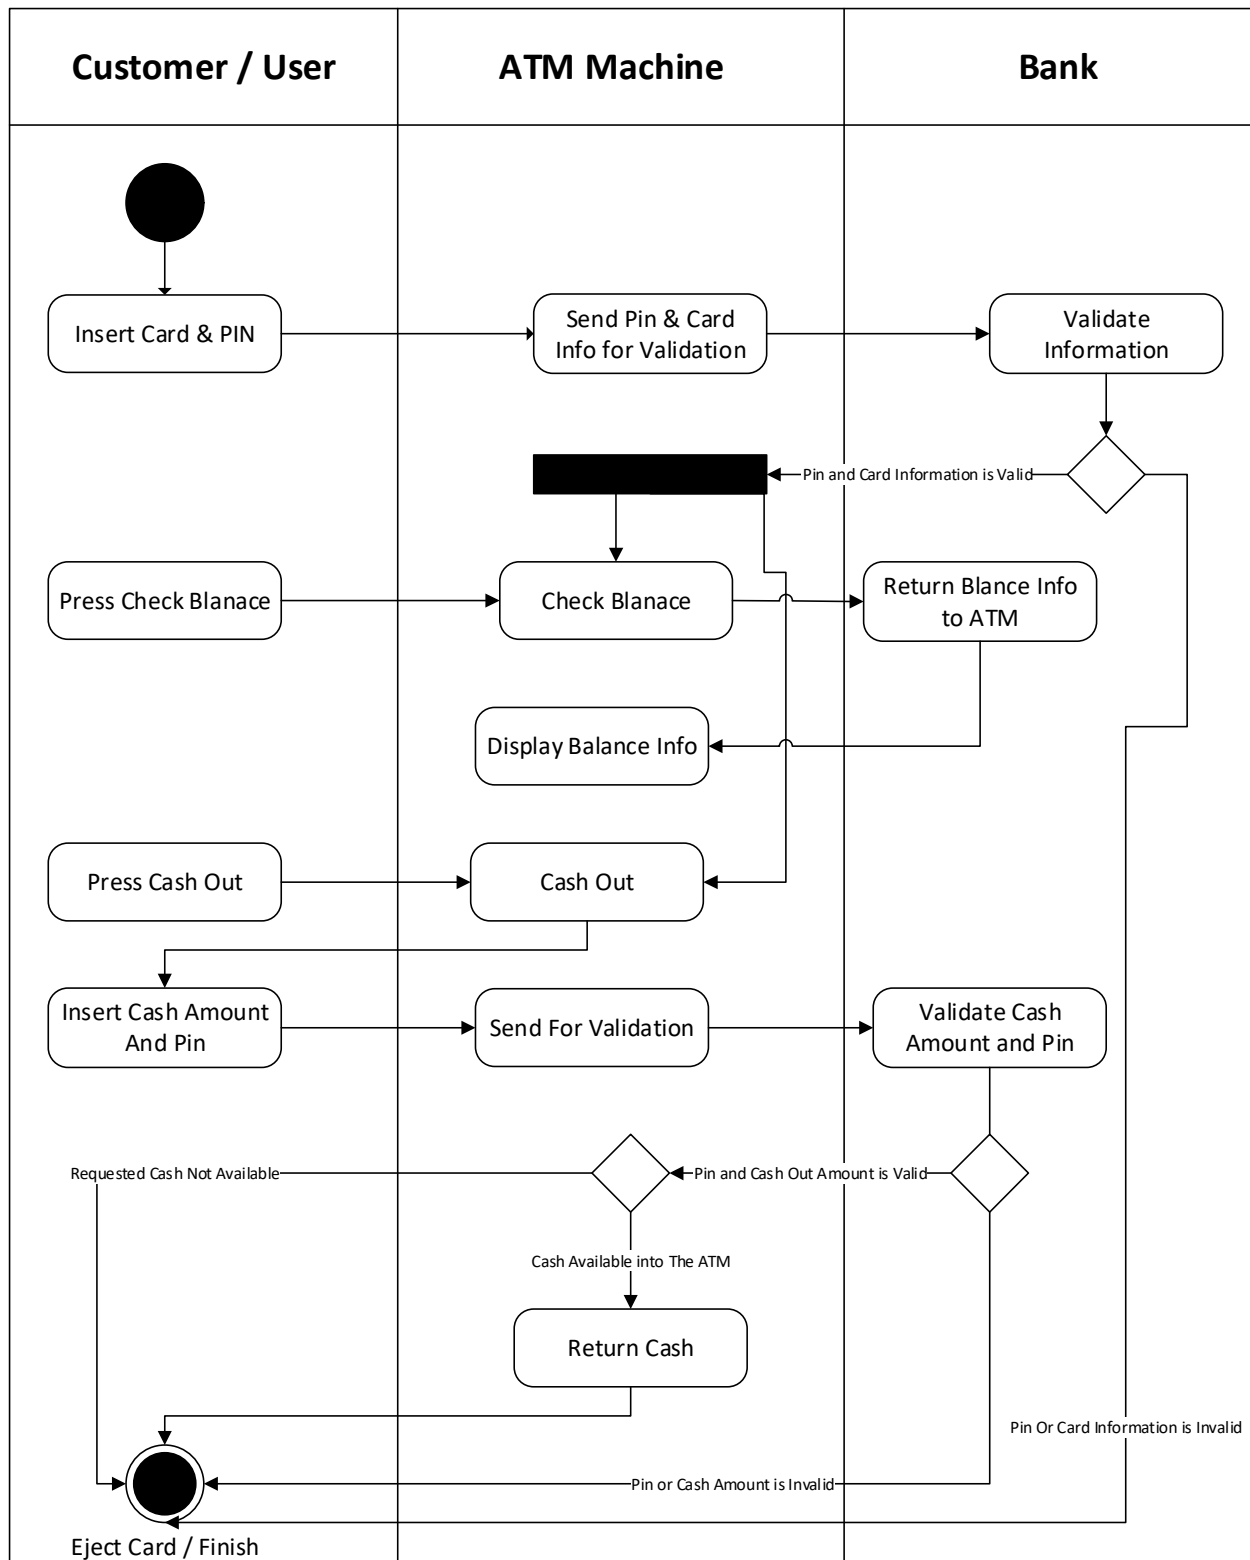 Customer / User
ATM Machine
Bank
Insert Card & PIN
Send Pin & Card
Info for Validation
Validate
Information
Pin and Card Information is Valid
Press Check Blanace
Check Blanace
Return Blance Info
to ATM
Display Balance Info
Press Cash Out
Cash Out
Insert Cash Amount
And Pin
Send For Validation
Validate Cash
Amount and Pin
Requested Cash Not Available
Pin and Cash Out Amount is Valid
Cash Available into The ATM
Return Cash
Pin Or Card Information is Invalid
Pin or Cash Amount is Invalid
Eject Card / Finish